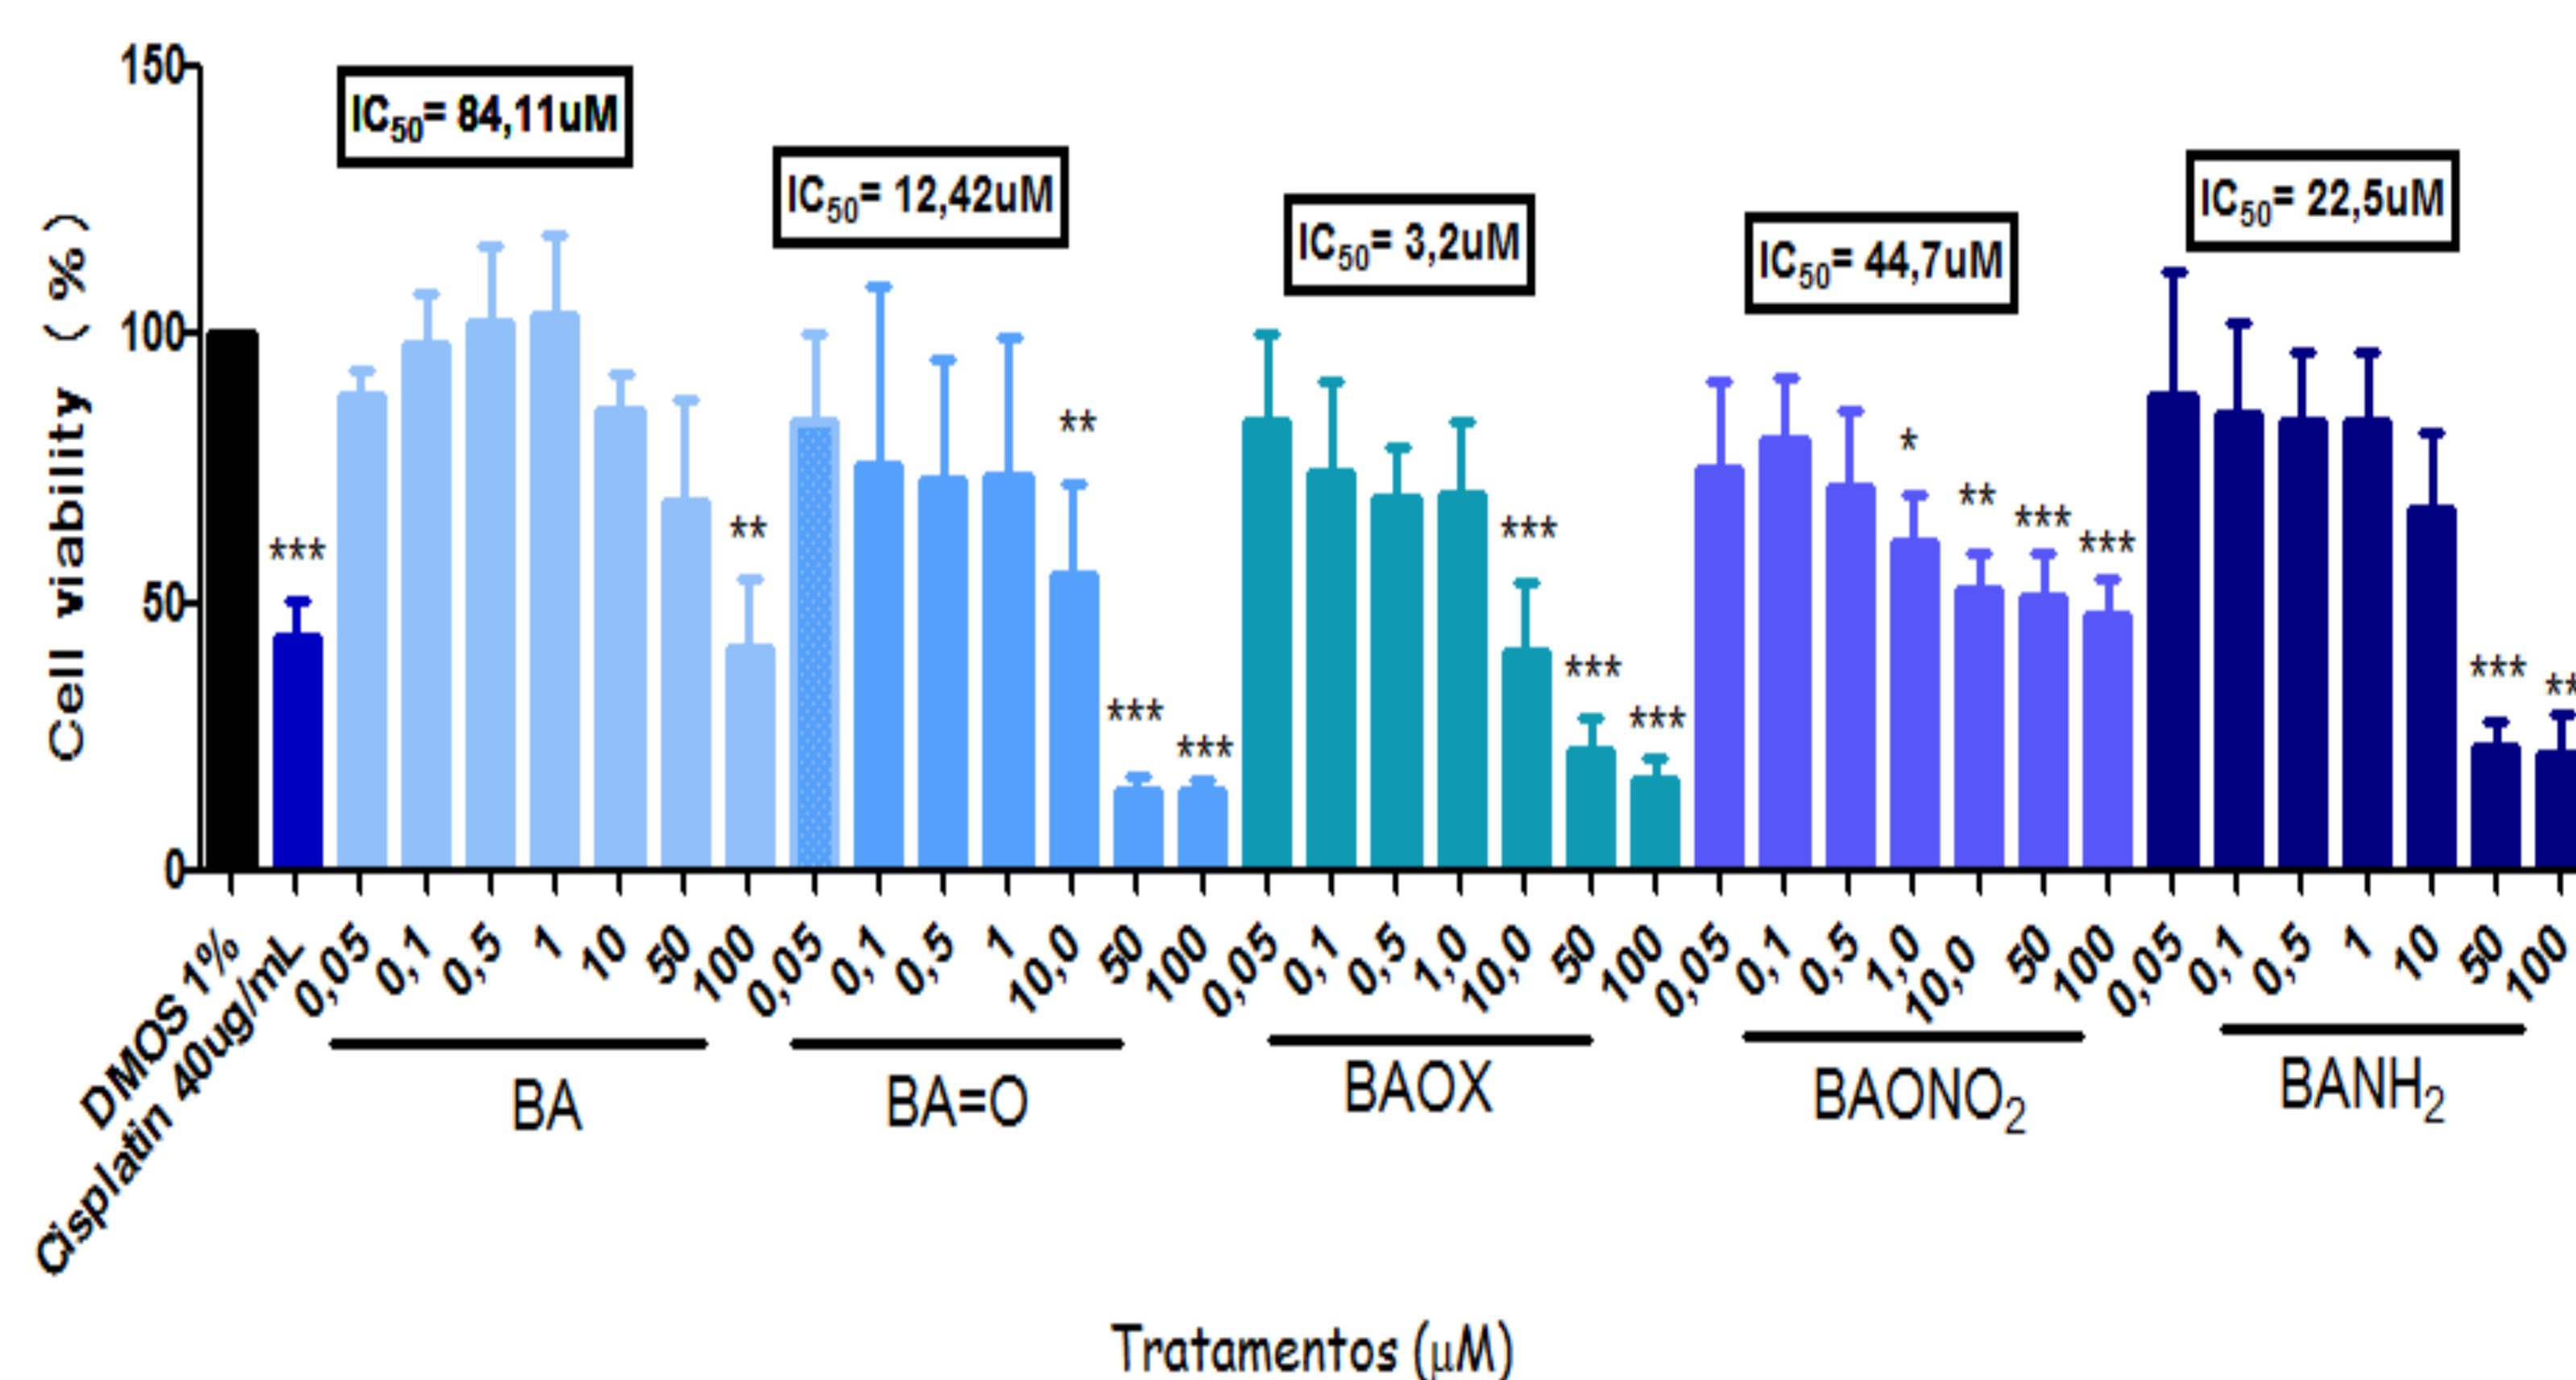 150
100
50
0
Cell viability (%)
IC50= 84,11uM
IC50= 12,42uM
IC50= 3,2uM
IC50= 44,7uM
IC50= 22,5uM
***
**
**
***
***
***
***
***
*
**
***
***
***
**
DMOS 1%
Cisplatin 40ug/mL
0,05 0,1 0,5 1 10 50 100
0,05 0,1 0,5 1 10,0 50 100
0,05 0,1 0,5 1,0 10,0 50 100
0,05 0,1 0,5 1,0 10,0 50 100
0,05 0,1 0,5 1 10 50 100
BA
BA=O
BAOX
BAONO2
BANH2
Tratamentos (μM)